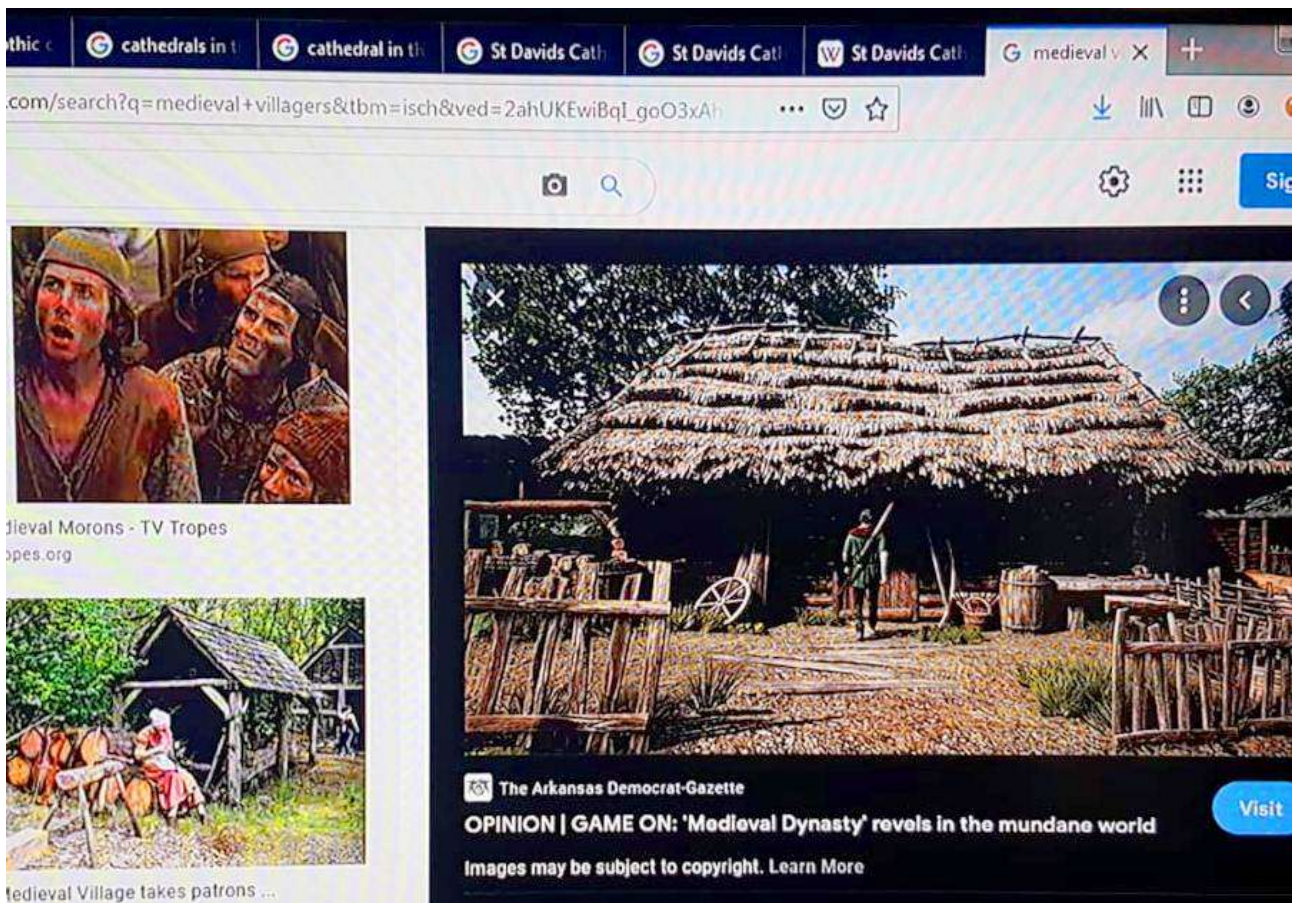 cathedrals in t
cathedral in th
St Davids Cath
St Davids Cat
W St Davids Cath
medieval v
.com/search?q=medieval+villagers&tbm=isch&ved=2ahUKEwiBqI_goO3xAh
Sig
dieval Morons - TV Tropes
opes.org
The Arkansas Democrat-Gazette
OPINION | GAME ON: 'Medieval Dynasty' revels in the mundane world
Visit
Images may be subject to copyright. Learn More
Medieval Village takes patrons ...